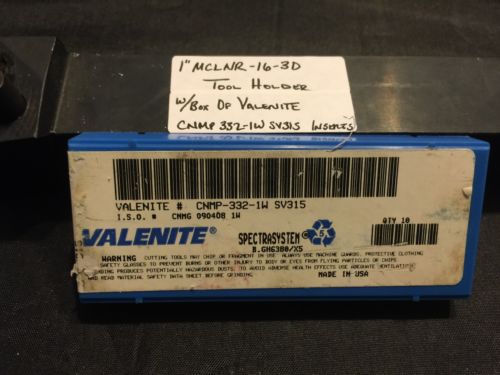 1" MCLNR-16-3D
TOOL HOLDER
W/BOX OF VALENITE
CNMP 332-1W SV315 INSERTS
VALENITE # CNMP-332-1W SV315
I.S.O. # CNMG 090408 1W
VALENITE®
SPECTRASYSTEM
5
B.GH6380/X5
QTY 10
WARNING CUTTING TOOLS MAY CHIP OR FRAGMENT IN USE. ALWAYS USE MACHINE GUARDS, PROTECTIVE CLOTHING
SAFETY GLASSES TO PREVENT BURNS OR OTHER INJURY TO BODY OR EYES FROM FLYING PARTICLES OR CHIPS
PRODUCES POTENTIALLY HAZARDOUS DUSTS. TO AVOID ADVERSE HEALTH EFFECTS USE ADEQUATE
READ MATERIAL SAFETY DATA SHEET BEFORE GRINDING.
MADE IN USA